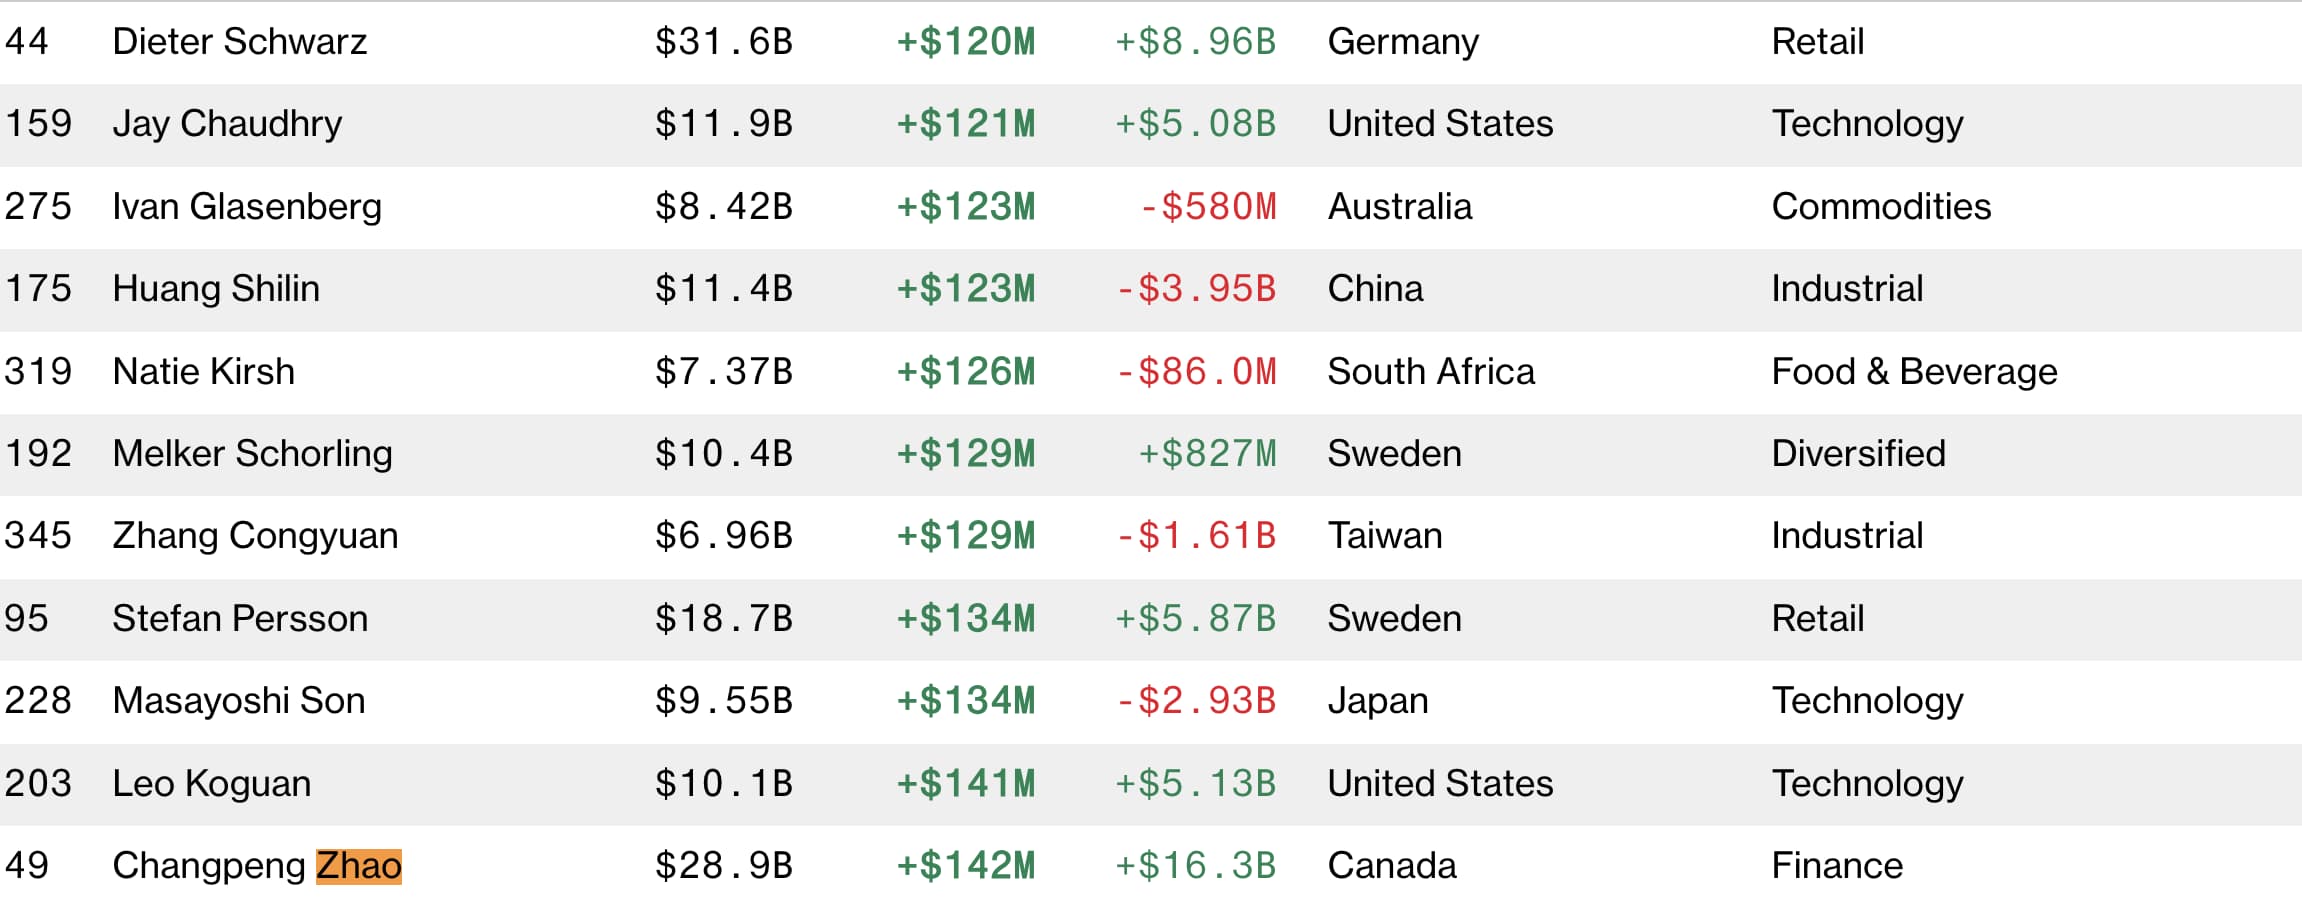 44 Dieter Schwarz $31.6B +$120M +$8.96B Germany Retail
159 Jay Chaudhry $11.9B +$121M +$5.08B United States Technology
275 Ivan Glasenberg $8.42B +$123M -$580M Australia Commodities
175 Huang Shilin $11.4B +$123M -$3.95B China Industrial
319 Natie Kirsh $7.37B +$126M -$86.0M South Africa Food & Beverage
192 Melker Schorling $10.4B +$129M +$827M Sweden Diversified
345 Zhang Congyuan $6.96B +$129M -$1.61B Taiwan Industrial
95 Stefan Persson $18.7B +$134M +$5.87B Sweden Retail
228 Masayoshi Son $9.55B +$134M -$2.93B Japan Technology
203 Leo Koguan $10.1B +$141M +$5.13B United States Technology
49 Changpeng Zhao $28.9B +$142M +$16.3B Canada Finance